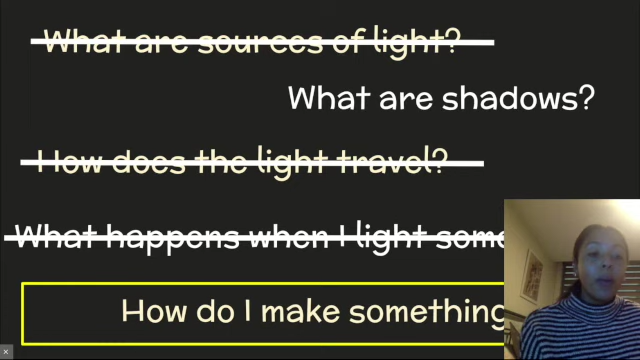 What are sources of light?
What are shadows?
How does the light travel?
What happens when I light some
How do I make something